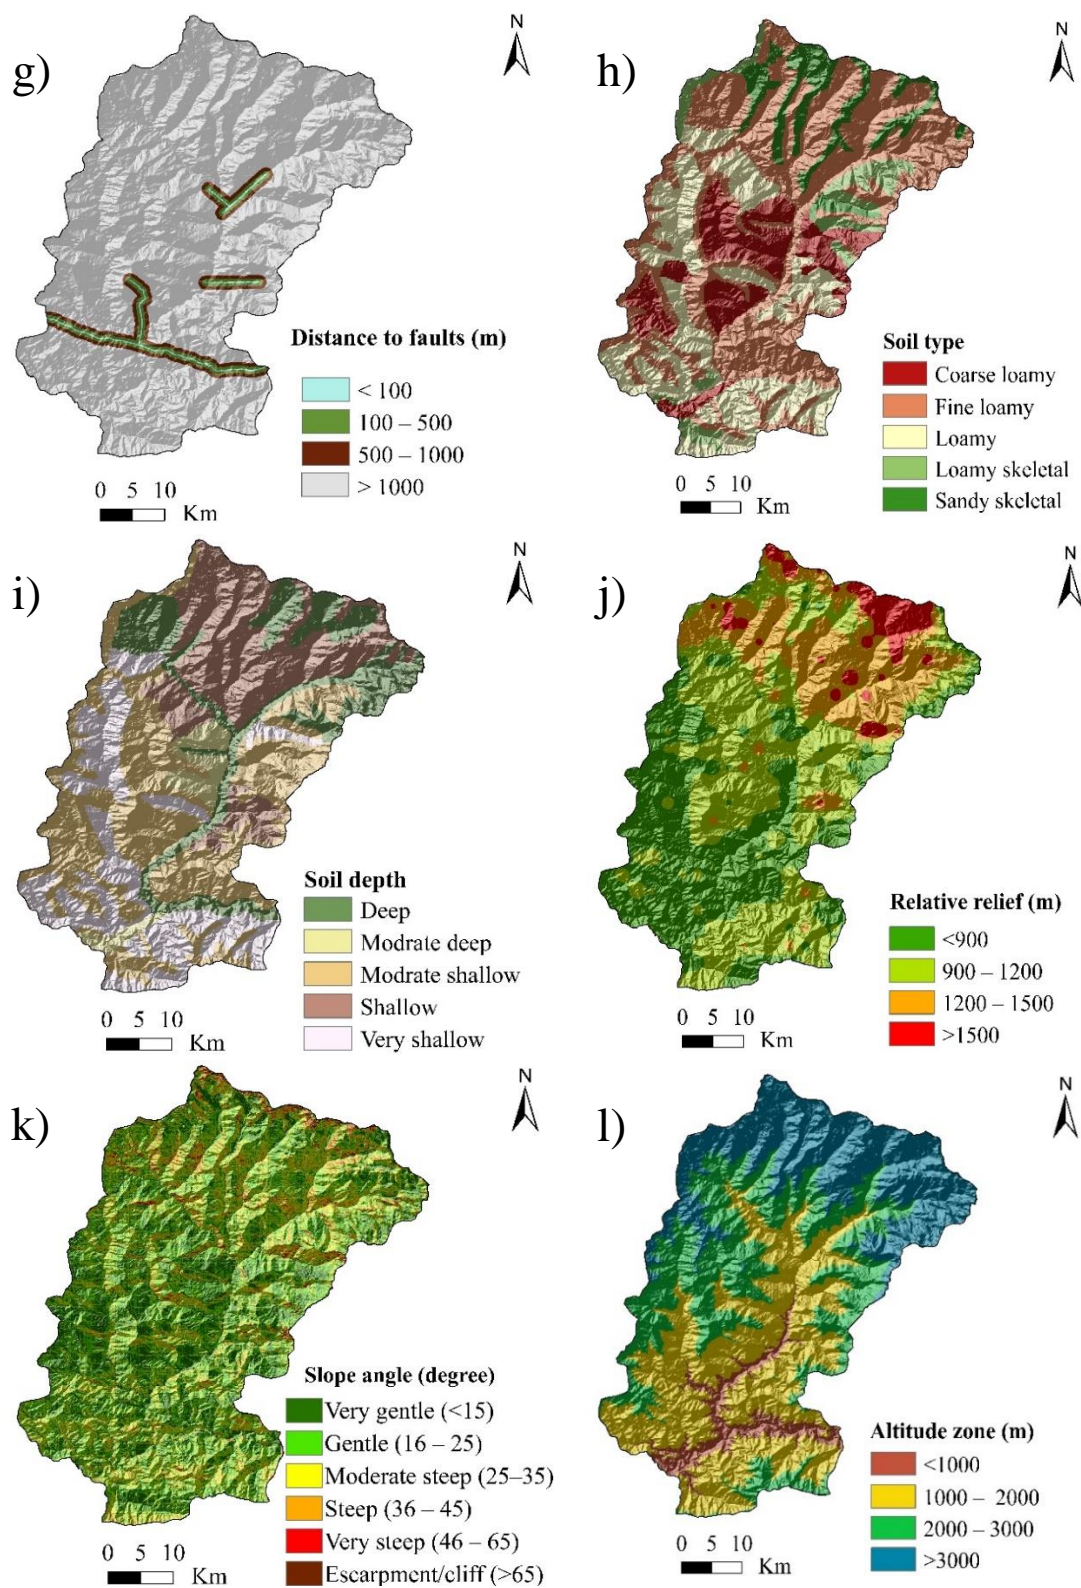 g)
N
Distance to faults (m)
< 100
100 – 500
500 – 1000
> 1000
0 5 10
Km
h)
N
Soil type
Coarse loamy
Fine loamy
Loamy
Loamy skeletal
Sandy skeletal
0 5 10
Km
i)
N
Soil depth
Deep
Modrate deep
Modrate shallow
Shallow
Very shallow
0 5 10
Km
j)
N
Relative relief (m)
<900
900 – 1200
1200 – 1500
>1500
0 5 10
Km
k)
N
Slope angle (degree)
Very gentle (<15)
Gentle (16 – 25)
Moderate steep (25–35)
Steep (36 – 45)
Very steep (46 – 65)
Escarpment/cliff (>65)
0 5 10
Km
l)
N
Altitude zone (m)
<1000
1000 – 2000
2000 – 3000
>3000
0 5 10
Km